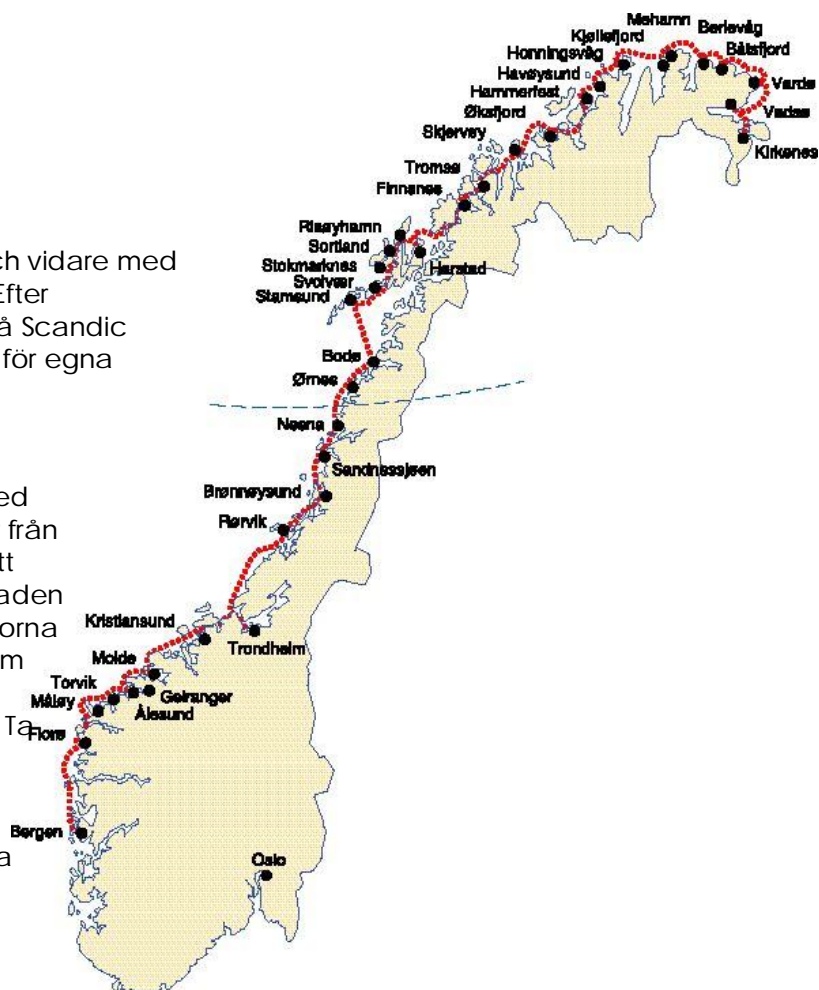 Mehamn
Berlevåg
Kjøllefjord
Båtsfjord
Honningsvåg
Havøysund
Vardø
Hammerfest
Øksfjord
Vadsø
Skjervøy
Kirkenes
Tromsø
Finnsnes
Risøyhamn
Sortland
Harstad
Stokmarknes
Svolvær
Stamsund
ch vidare med
Efter
å Scandic
för egna
Bodø
Ørnes
Nesna
Sandnessjøen
Brønnøysund
Rørvik
ed
från
tt
aden
orna
m
Ta
a
Kristiansund
Trondheim
Molde
Geiranger
Torvik
Ålesund
Måløy
Florø
Bergen
Oslo